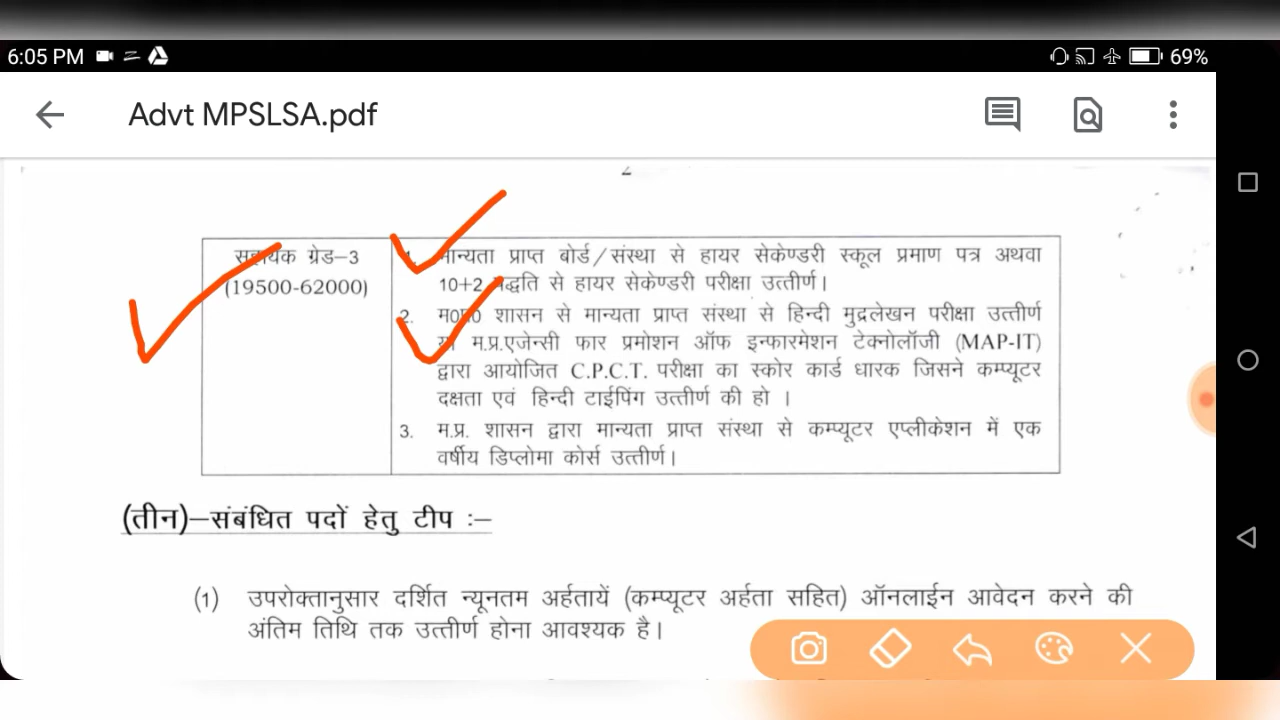 6:05 PM 69%
Advt MPSLSA.pdf
सहायक ग्रेड–3
(19500-62000)
1. मान्यता प्राप्त बोर्ड/संस्था से हायर सेकेण्डरी स्कूल प्रमाण पत्र अथवा
10+2 पद्धति से हायर सेकेण्डरी परीक्षा उत्तीर्ण।
2. म0प्र0 शासन से मान्यता प्राप्त संस्था से हिन्दी मुद्रलेखन परीक्षा उत्तीर्ण
या म.प्र.एजेन्सी फार प्रमोशन ऑफ इन्फारमेशन टेक्नोलॉजी (MAP-IT)
द्वारा आयोजित C.P.C.T. परीक्षा का स्कोर कार्ड धारक जिसने कम्प्यूटर
दक्षता एवं हिन्दी टाईपिंग उत्तीर्ण की हो ।
3. म.प्र. शासन द्वारा मान्यता प्राप्त संस्था से कम्प्यूटर एप्लीकेशन में एक
वर्षीय डिप्लोमा कोर्स उत्तीर्ण।
(तीन)–संबंधित पदों हेतु टीप :–
(1) उपरोक्तानुसार दर्शित न्यूनतम अर्हतायें (कम्प्यूटर अर्हता सहित) ऑनलाईन आवेदन करने की
अंतिम तिथि तक उत्तीर्ण होना आवश्यक है।